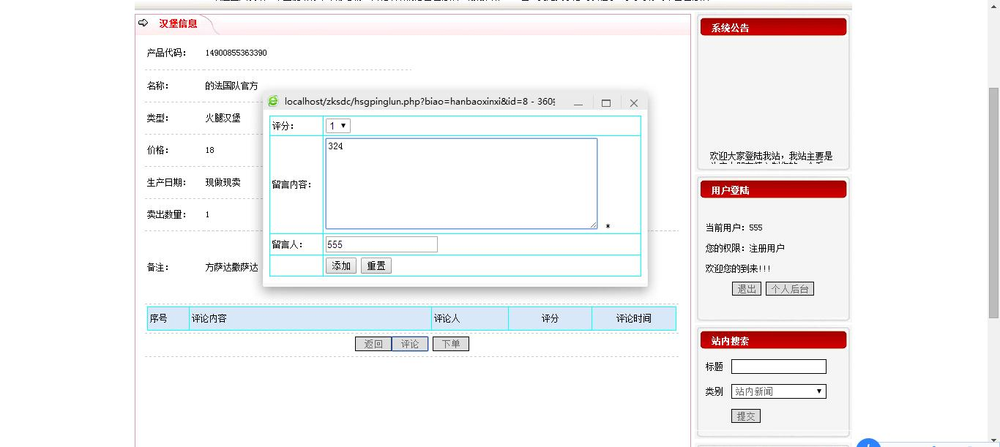 汉堡信息
产品代码： 14900855363390
名称： 的法国队官方
类型： 火腿汉堡
价格： 18
生产日期： 现做现卖
卖出数量： 1
备注： 方萨达撒萨达
localhost/zksdc/hsgpinglun.php?biao=hanbaoxinxi&id=8 - 360
评分： 1
留言内容： 324
*
留言人： 555
添加 重置
序号 评论内容 评论人 评分 评论时间
返回 评论 下单
系统公告
欢迎大家登陆我站，我站主要是
用户登陆
当前用户：555
您的权限：注册用户
欢迎您的到来!!!
退出 个人后台
站内搜索
标题
类别 站内新闻
提交